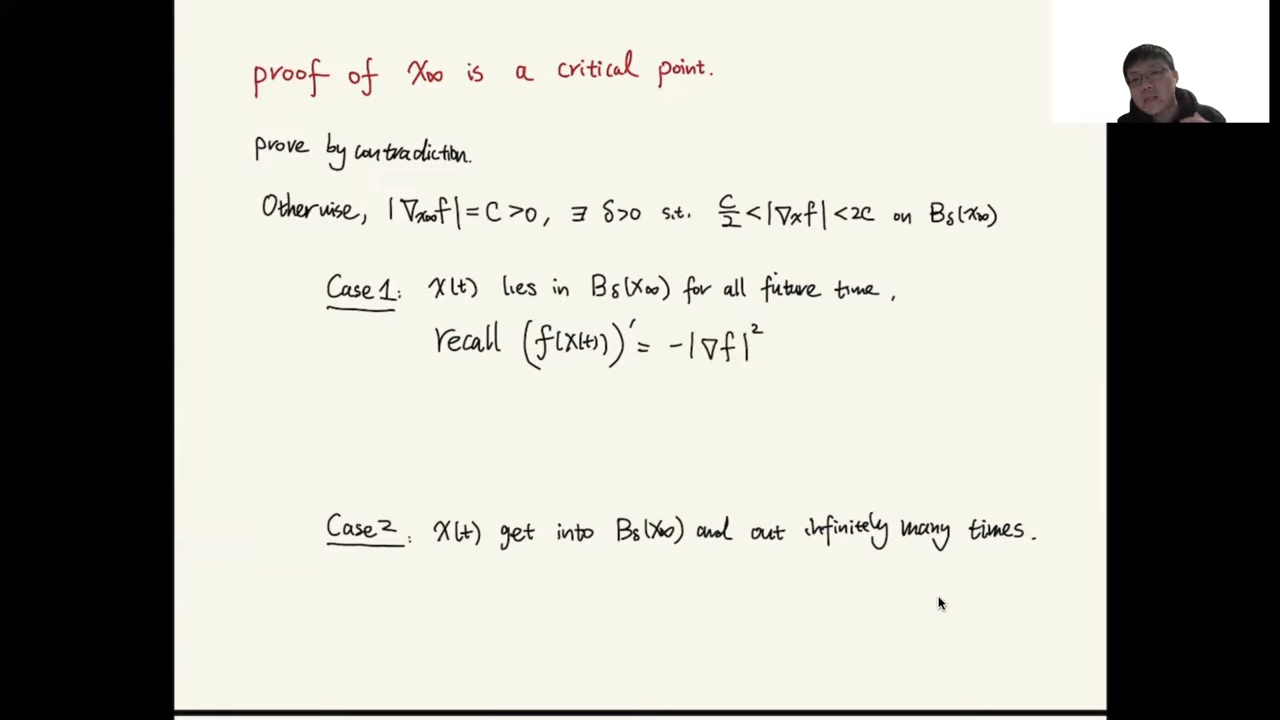 proof of x∞ is a critical point.
prove by contradiction.
Otherwise, |∇x∞f| = C > 0, ∃ δ>0 s.t. C/2 < |∇xf| < 2C on Bδ(x∞)
Case 1: x(t) lies in Bδ(x∞) for all future time.
recall (f(x(t)))' = -|∇f|²
Case 2: x(t) get into Bδ(x∞) and out infinitely many times.